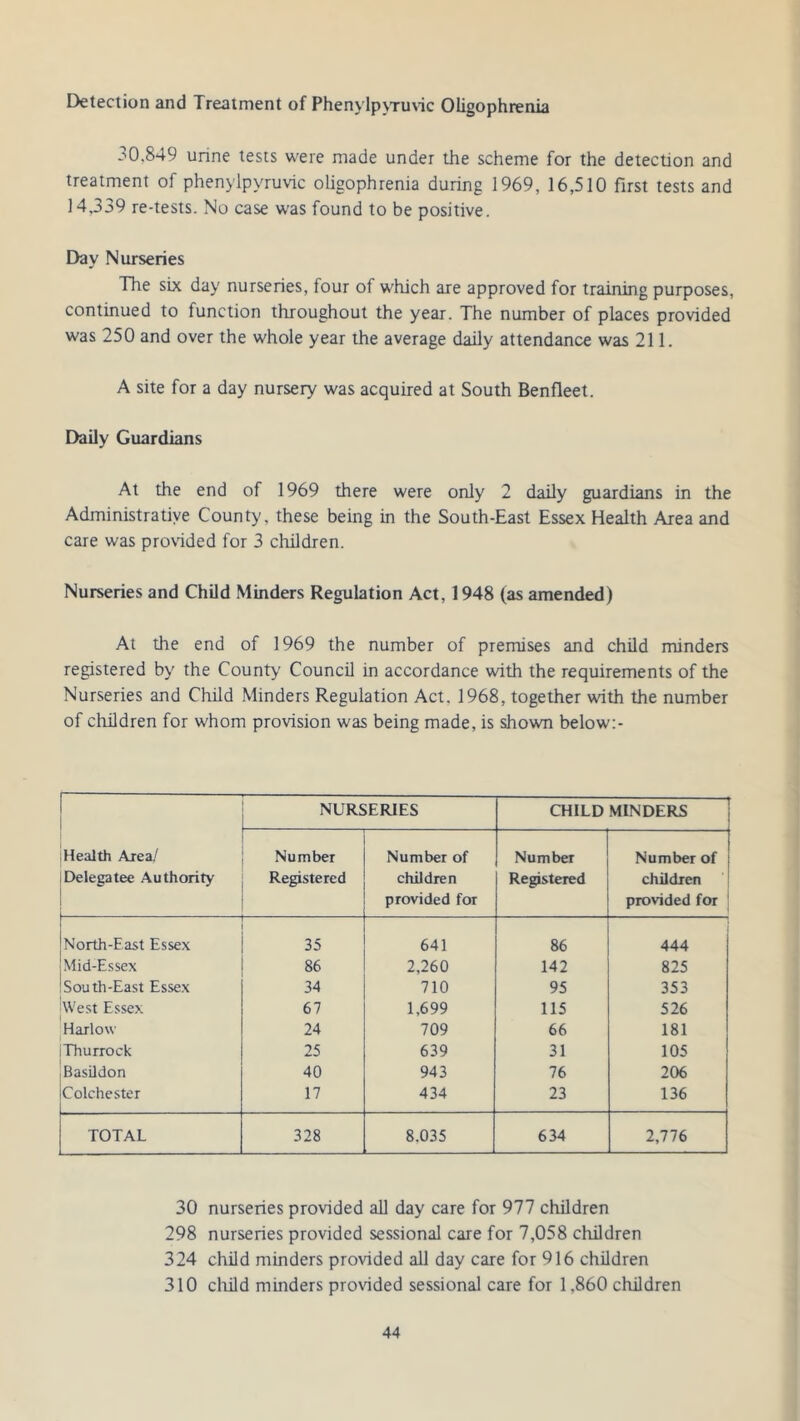 Detection and Treatment of Phenylpyruvic Oligophrenia
30,849 urine tests were made under the scheme for the detection and
treatment of phenylpyruvic oligophrenia during 1969, 16,510 first tests and
14,339 re-tests. No case was found to be positive.
Day Nurseries
The six day nurseries, four of which are approved for training purposes,
continued to function throughout the year. The number of places provided
was 250 and over the whole year the average daily attendance was 211.
A site for a day nursery was acquired at South Benfleet.
Daily Guardians
At the end of 1969 there were only 2 daily guardians in the
Administrative County, these being in the South-East Essex Health Area and
care was provided for 3 children.
Nurseries and Child Minders Regulation Act, 1948 (as amended)
At the end of 1969 the number of premises and child minders
registered by the County Council in accordance with the requirements of the
Nurseries and Child Minders Regulation Act, 1968, together with the number
of children for whom provision was being made, is shown below:-
NURSERIES CHILD MINDERS
Health Area/ Number Number of Number Number of
Delegatee Authority Registered children Registered children
provided for provided for
North-East Essex 35 641 86 444
Mid-Essex 86 2,260 142 825
South-East Essex 34 710 95 353
West Essex 67 1,699 115 526
Harlow 24 709 66 181
Thurrock 25 639 31 105
Basildon 40 943 76 206
Colchester 17 434 23 136
TOTAL 328 8,035 634 2,776
30 nurseries provided all day care for 977 children
298 nurseries provided sessional care for 7,058 children
324 child minders provided all day care for 916 children
310 child minders provided sessional care for 1,860 children
44